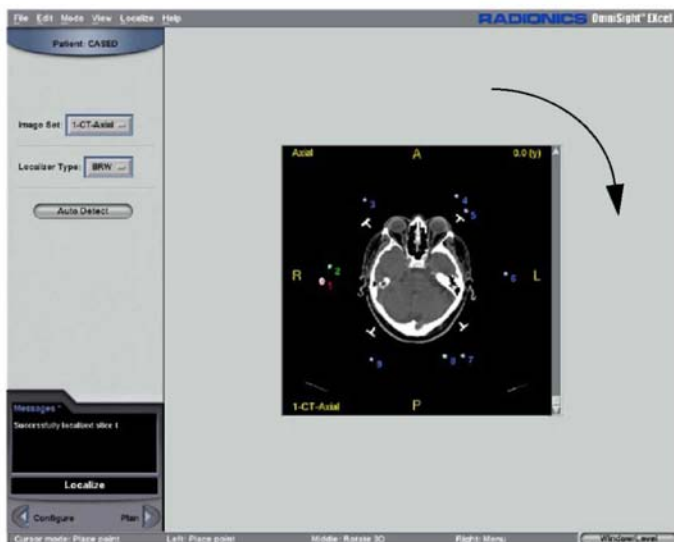 File Edit Mode View Localize Help
RADIONICS OmniSight® EXcel
Patient: CASED
Image Set: 1-CT-Axial
Localizer Type: BRW
Auto Detect
Axial A 0.0 (y)
3 4
5
R 2 6 L
1
9 8 7
1-CT-Axial P
Messages
Successfully localized slice 1
Localize
Configure Plan
Cursor mode: Place point Left: Place point Middle: Rotate 3D Right: Menu Window/Level